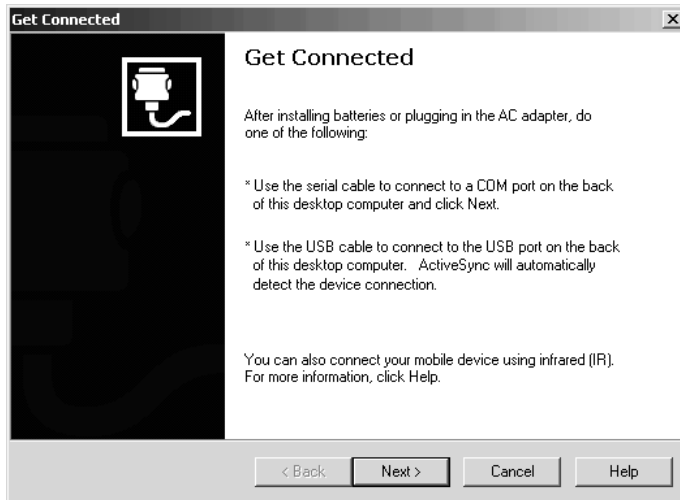 Get Connected
Get Connected
After installing batteries or plugging in the AC adapter, do
one of the following:
* Use the serial cable to connect to a COM port on the back
of this desktop computer and click Next.
* Use the USB cable to connect to the USB port on the back
of this desktop computer.   ActiveSync will automatically
detect the device connection.
You can also connect your mobile device using infrared (IR).
For more information, click Help.
< Back
Next >
Cancel
Help